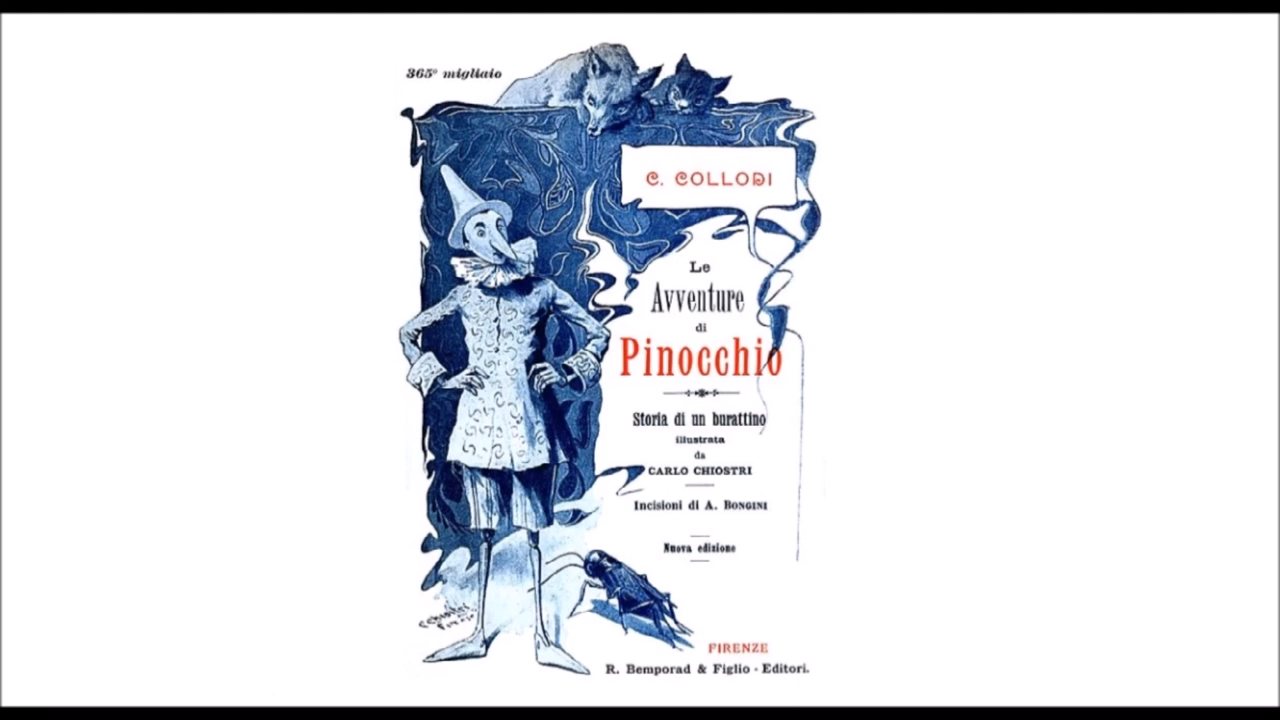 365º migliaio
C. COLLODI
Le
Avventure
di
Pinocchio
Storia di un burattino
illustrata
da
CARLO CHIOSTRI
Incisioni di A. BONGINI
Nuova edizione
FIRENZE
R. Bemporad & Figlio - Editori.